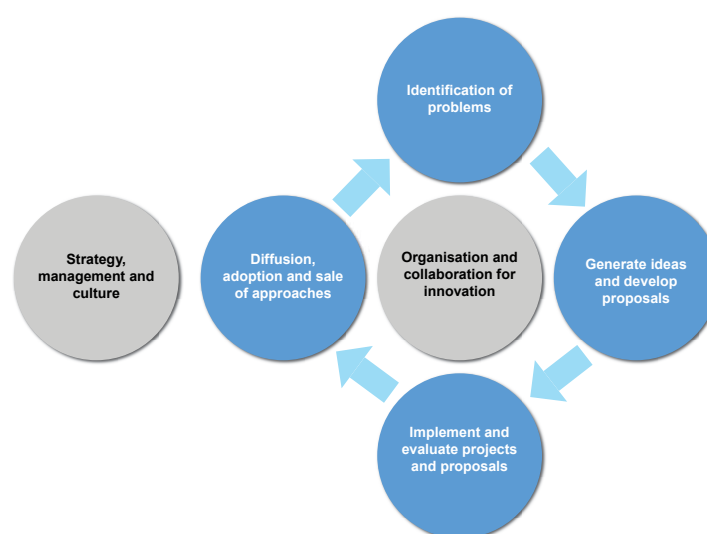 Identification of
problems
Strategy,
management and
culture
Diffusion,
adoption and sale
of approaches
Organisation and
collaboration for
innovation
Generate ideas
and develop
proposals
Implement and
evaluate projects
and proposals